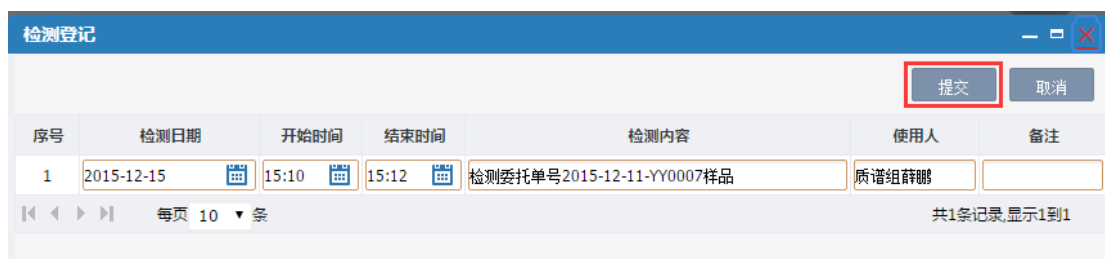 检测登记
提交 取消
序号 检测日期 开始时间 结束时间 检测内容 使用人 备注
1 2015-12-15 15:10 15:12 检测委托单号2015-12-11-YY0007样品 质谱组薛鹏
每页 10 条 共1条记录,显示1到1